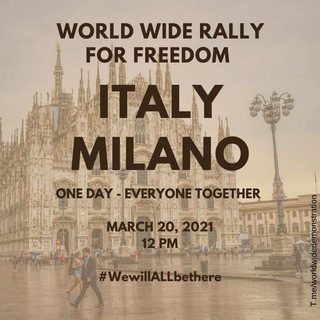 WORLD WIDE RALLY
FOR FREEDOM
ITALY
MILANO
ONE DAY - EVERYONE TOGETHER
MARCH 20, 2021
12 PM
#WewillALLbethere
T.me/worldwidedemonstration